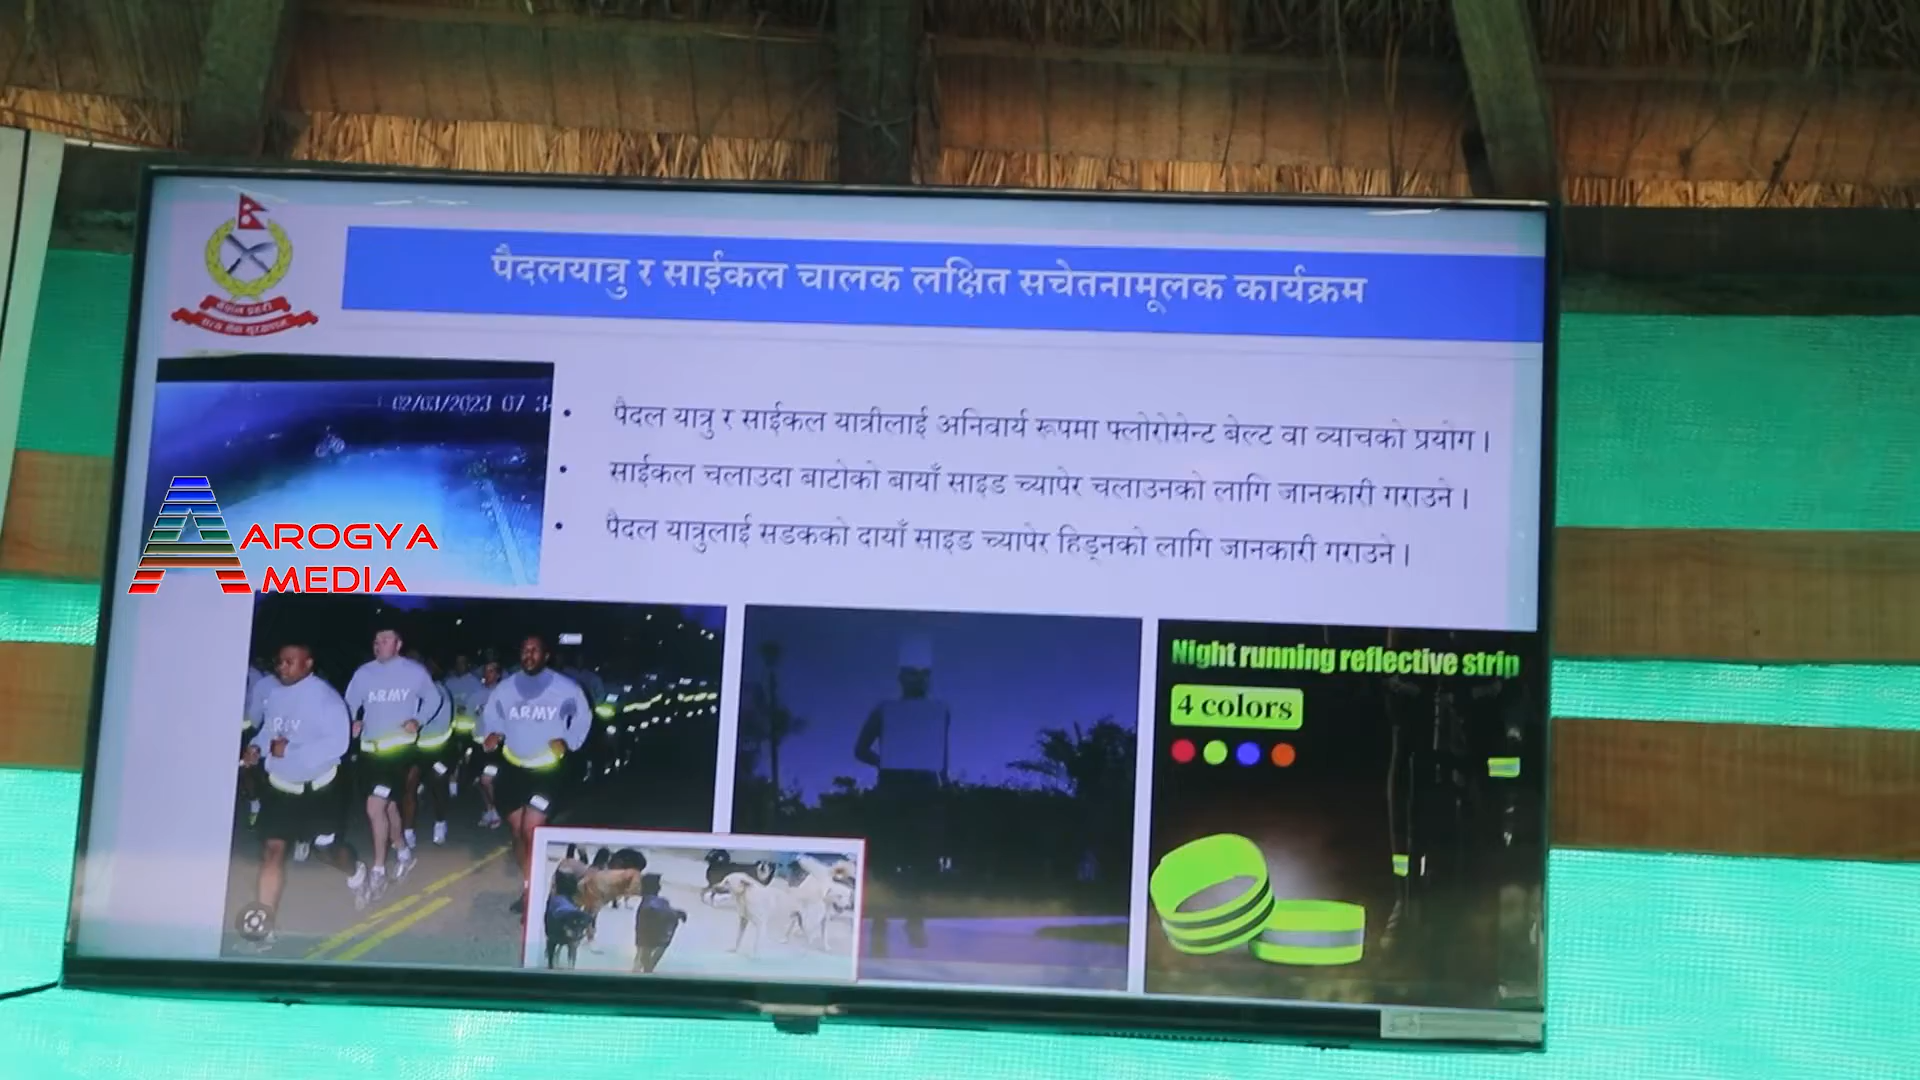 पैदलयात्रु र साईकल चालक लक्षित सचेतनामूलक कार्यक्रम
02/03/2023 07 3
• पैदल यात्रु र साईकल यात्रीलाई अनिवार्य रूपमा फ्लोरोसेन्ट बेल्ट वा व्याचको प्रयोग ।
• साईकल चलाउदा बाटोको बायाँ साइड च्यापेर चलाउनको लागि जानकारी गराउने ।
• पैदल यात्रुलाई सडकको दायाँ साइड च्यापेर हिड्नको लागि जानकारी गराउने ।
AROGYA
MEDIA
ARMY
ARMY
Night running reflective strip
4 colors